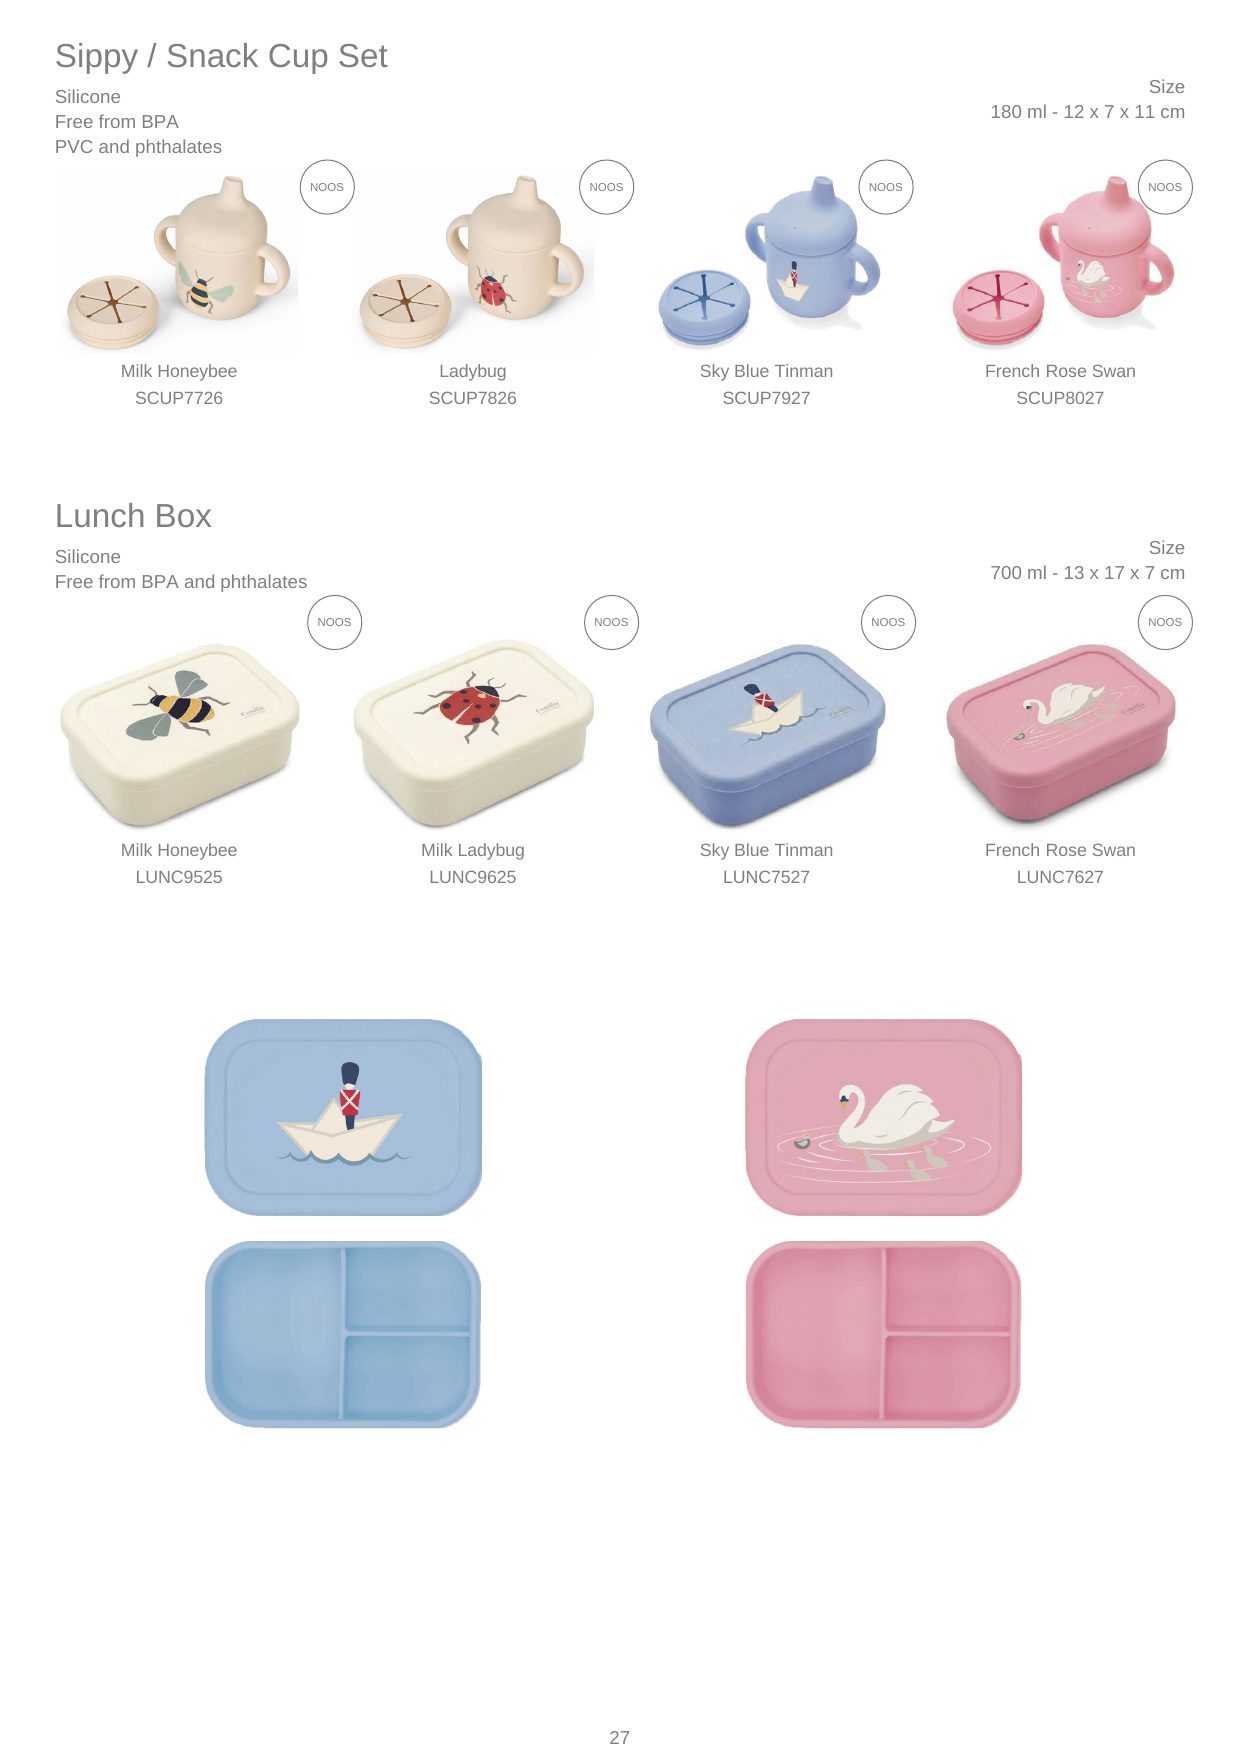 Sippy / Snack Cup Set
Silicone
Free from BPA
PVC and phthalates
Size
180 ml - 12 x 7 x 11 cm
NOOS
NOOS
NOOS
NOOS
Milk Honeybee
SCUP7726
Ladybug
SCUP7826
Sky Blue Tinman
SCUP7927
French Rose Swan
SCUP8027
Lunch Box
Silicone
Free from BPA and phthalates
Size
700 ml - 13 x 17 x 7 cm
NOOS
NOOS
NOOS
NOOS
Milk Honeybee
LUNC9525
Milk Ladybug
LUNC9625
Sky Blue Tinman
LUNC7527
French Rose Swan
LUNC7627
27